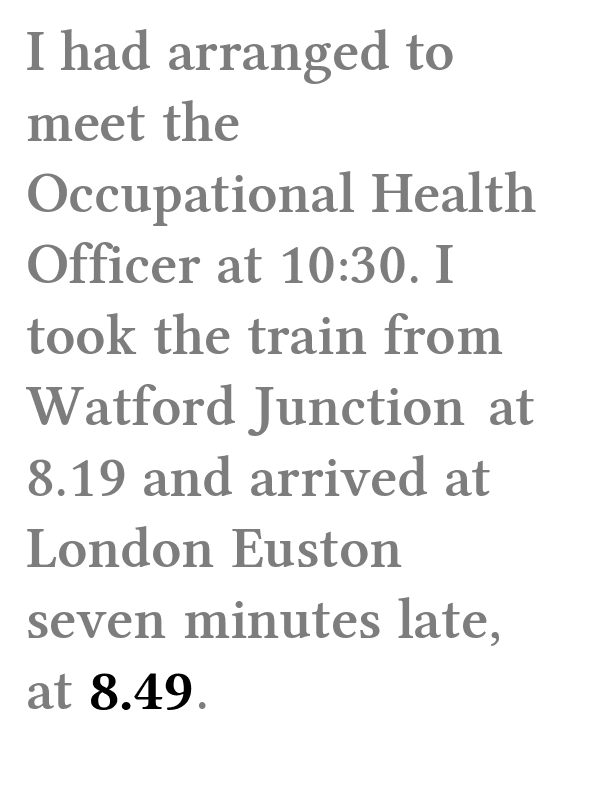 I had arranged to
meet the
Occupational Health
Officer at 10:30. I
took the train from
Watford Junction at
8.19 and arrived at
London Euston
seven minutes late,
at 8.49.